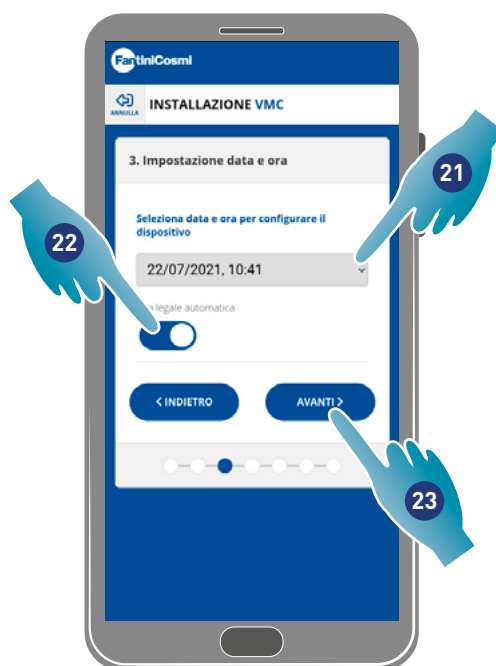 FantiniCosmi
ANNULLA
INSTALLAZIONE VMC
3. Impostazione data e ora
21
Seleziona data e ora per configurare il
dispositivo
22
22/07/2021, 10:41
legale automatica
< INDIETRO
AVANTI >
23